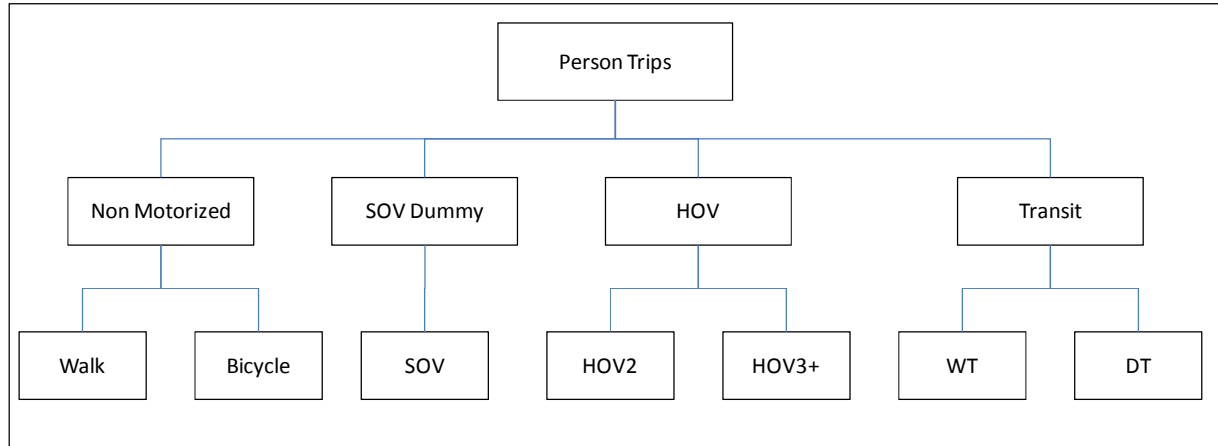 Person Trips
Non Motorized
SOV Dummy
HOV
Transit
Walk
Bicycle
SOV
HOV2
HOV3+
WT
DT